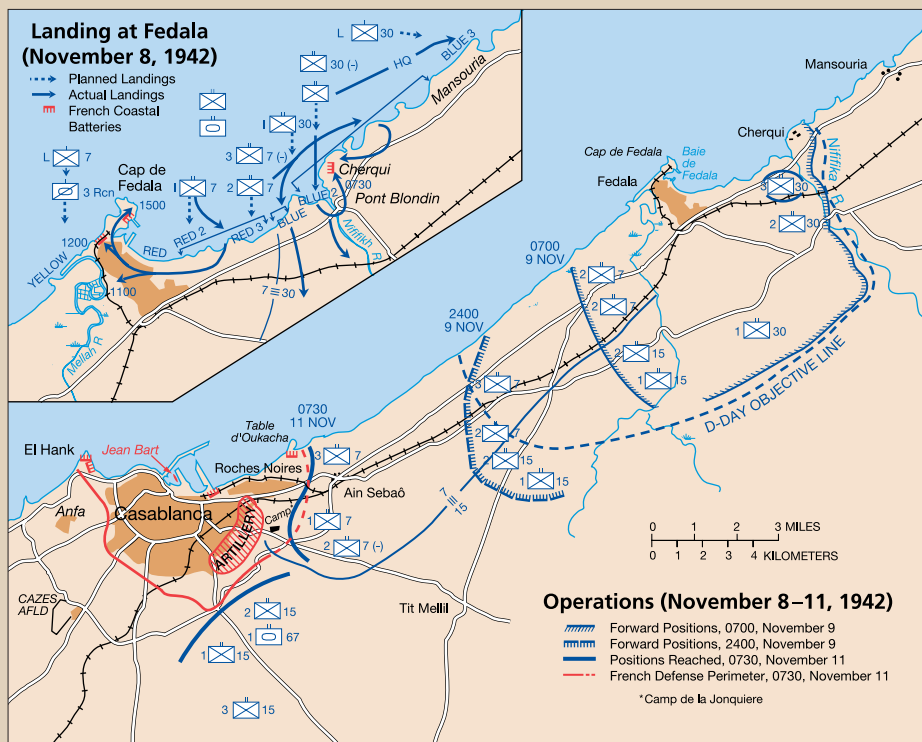 Landing at Fedala
(November 8, 1942)
Planned Landings
Actual Landings
French Coastal
Batteries
L 30
30 (-)
HQ
BLUE 3
Mansouria
I 30
3 7 (-)
L 7
3 Rcn
Cap de
Fedala
1500
I 7
2 7
Cherqui
0730
Pont Blondin
BLUE 2
BLUE
RED 3
RED 2
RED
YELLOW
1200
1100
7 30
Nififikh
R
Mellah R
Mansouria
Cherqui
Cap de Fedala
Baie
de
Fedala
Fedala
Nififika
R
3 30
2 30
0700
9 NOV
2 7
2 7
1 30
2 15
1 15
D-DAY OBJECTIVE LINE
2400
9 NOV
3 7
2 7
2 15
1 15
7
15
0730
11 NOV
Table
d'Oukacha
El Hank
Jean Bart
Roches Noires
3 7
Ain Sebaô
Anfa
Casablanca
ARTILLERY
Camp*
1 7
2 7 (-)
CAZES
AFLD
2 15
1 67
1 15
3 15
Tit Mellil
0 1 2 3 MILES
0 1 2 3 4 KILOMETERS
Operations (November 8–11, 1942)
Forward Positions, 0700, November 9
Forward Positions, 2400, November 9
Positions Reached, 0730, November 11
French Defense Perimeter, 0730, November 11
*Camp de la Jonquiere